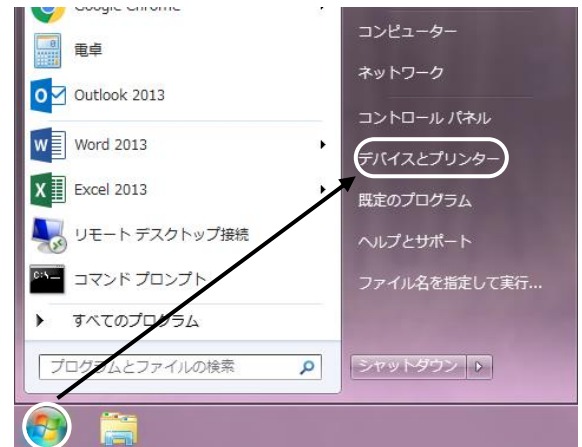 Google Chrome
電卓
Outlook 2013
Word 2013
Excel 2013
リモート デスクトップ接続
コマンド プロンプト
すべてのプログラム
プログラムとファイルの検索
コンピューター
ネットワーク
コントロール パネル
デバイスとプリンター
既定のプログラム
ヘルプとサポート
ファイル名を指定して実行...
シャットダウン